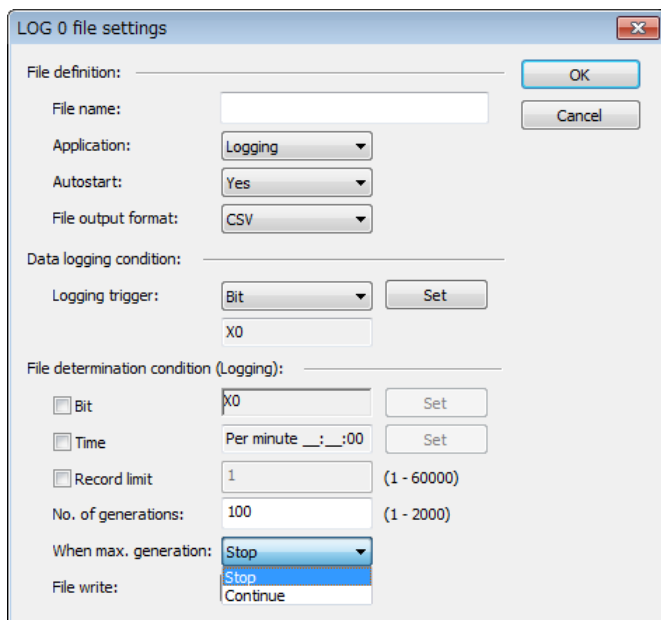 LOG 0 file settings
File definition:
OK
File name:
Cancel
Application: Logging
Autostart: Yes
File output format: CSV
Data logging condition:
Logging trigger: Bit Set
X0
File determination condition (Logging):
Bit X0 Set
Time Per minute __:__:00 Set
Record limit 1 (1 - 60000)
No. of generations: 100 (1 - 2000)
When max. generation: Stop
Stop
File write:
Continue